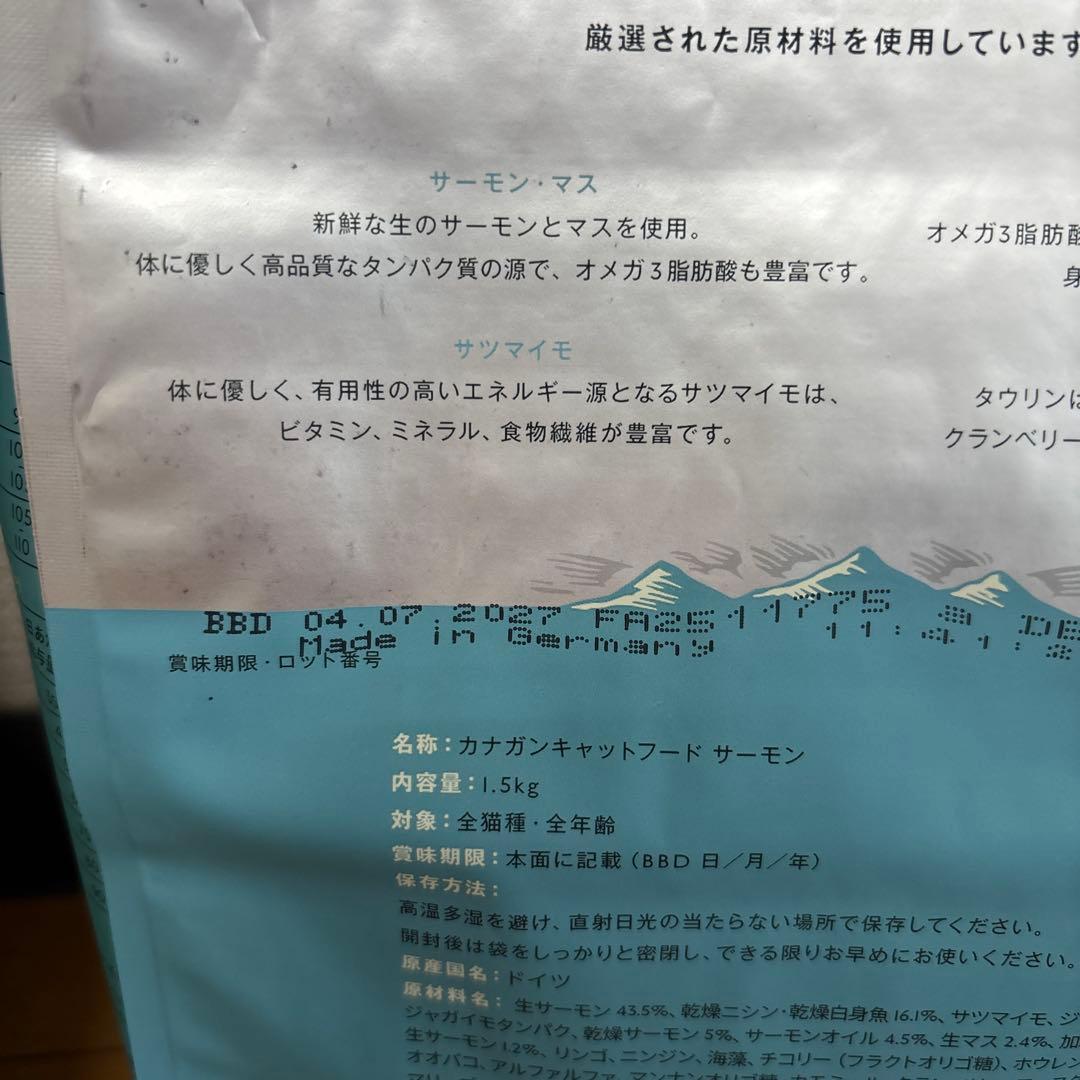 厳選された原材料を使用しています
サーモン・マス
新鮮な生のサーモンとマスを使用。
体に優しく高品質なタンパク質の源で、オメガ3脂肪酸も豊富です。
オメガ3脂肪酸
身
サツマイモ
体に優しく、有用性の高いエネルギー源となるサツマイモは、
ビタミン、ミネラル、食物繊維が豊富です。
タウリンは
クランベリー
105
110
BBD 04.07.2027 FA2511775 11:41
Made in Germany
賞味期限・ロット番号
名称：カナガンキャットフード サーモン
内容量：1.5kg
対象：全猫種・全年齢
賞味期限：本面に記載（BBD 日／月／年）
保存方法：
高温多湿を避け、直射日光の当たらない場所で保存してください。
開封後は袋をしっかりと密閉し、できる限りお早めにお使いください。
原産国名：ドイツ
原材料名：生サーモン 43.5%、乾燥ニシン・乾燥白身魚 16.1%、サツマイモ、ジ
ジャガイモタンパク、乾燥サーモン 5%、サーモンオイル 4.5%、生マス 2.4%、加
生サーモン 1.2%、リンゴ、ニンジン、海藻、チコリー（フラクトオリゴ糖）、ホウレン
オオバコ、アルファルファ、マンナンオリゴ糖